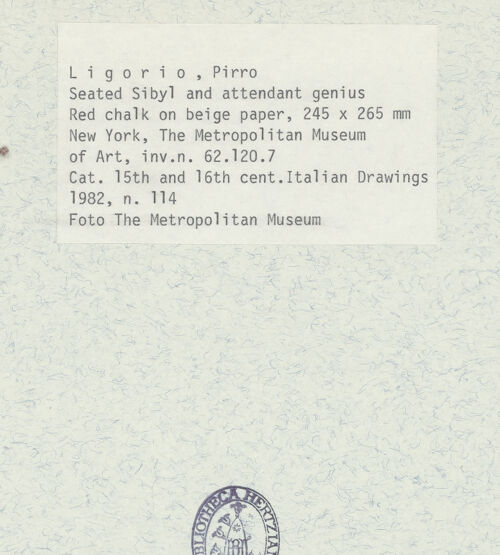 L i g o r i o , Pirro
Seated Sibyl and attendant genius
Red chalk on beige paper, 245 x 265 mm
New York, The Metropolitan Museum
of Art, inv.n. 62.120.7
Cat. 15th and 16th cent.Italian Drawings
1982, n. 114
Foto The Metropolitan Museum
BIBLIOTHECA HERTZIAN